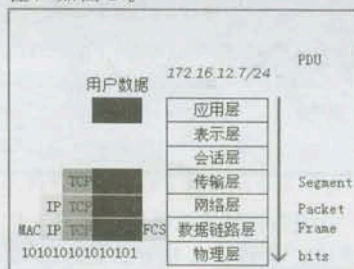 172.16.12.7/24
PDU
用户数据
应用层
表示层
会话层
TCP 传输层 Segment
IP TCP 网络层 Packet
MAC IP TCP FCS 数据链路层 Frame
101010101010101 物理层 bits